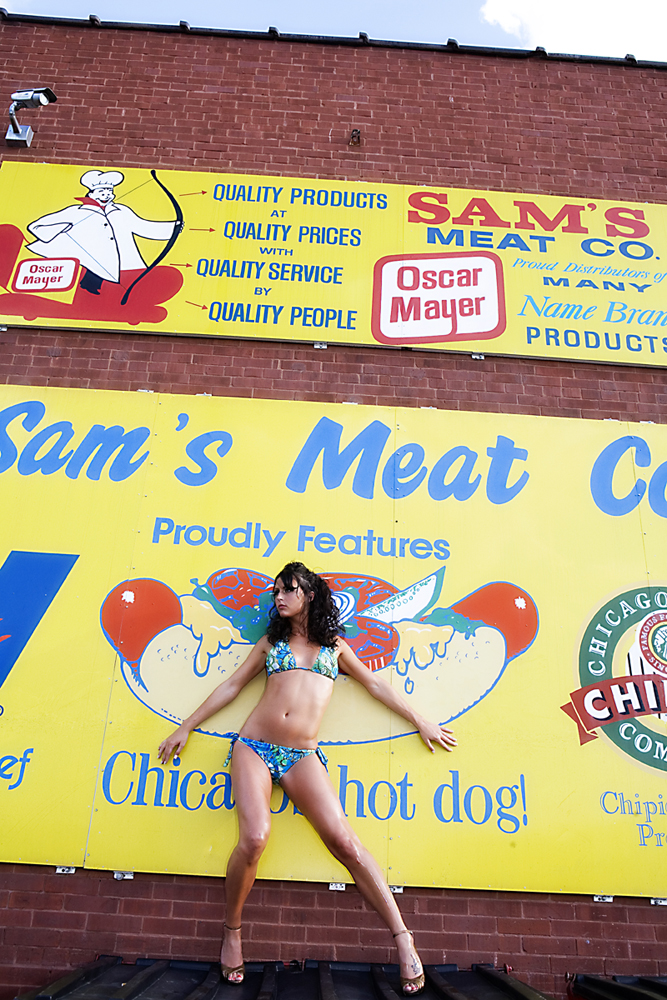 QUALITY PRODUCTS
AT
QUALITY PRICES
WITH
QUALITY SERVICE
BY
QUALITY PEOPLE
Oscar
Mayer
SAM'S
MEAT CO.
Oscar
Mayer
Proud Distributors of
MANY
Name Bran
PRODUCTS
Sam's Meat Co
Proudly Features
Chica s hot dog!
ef
CHICAGO
FAMOUS
CHI
COM
Chipi
Pr